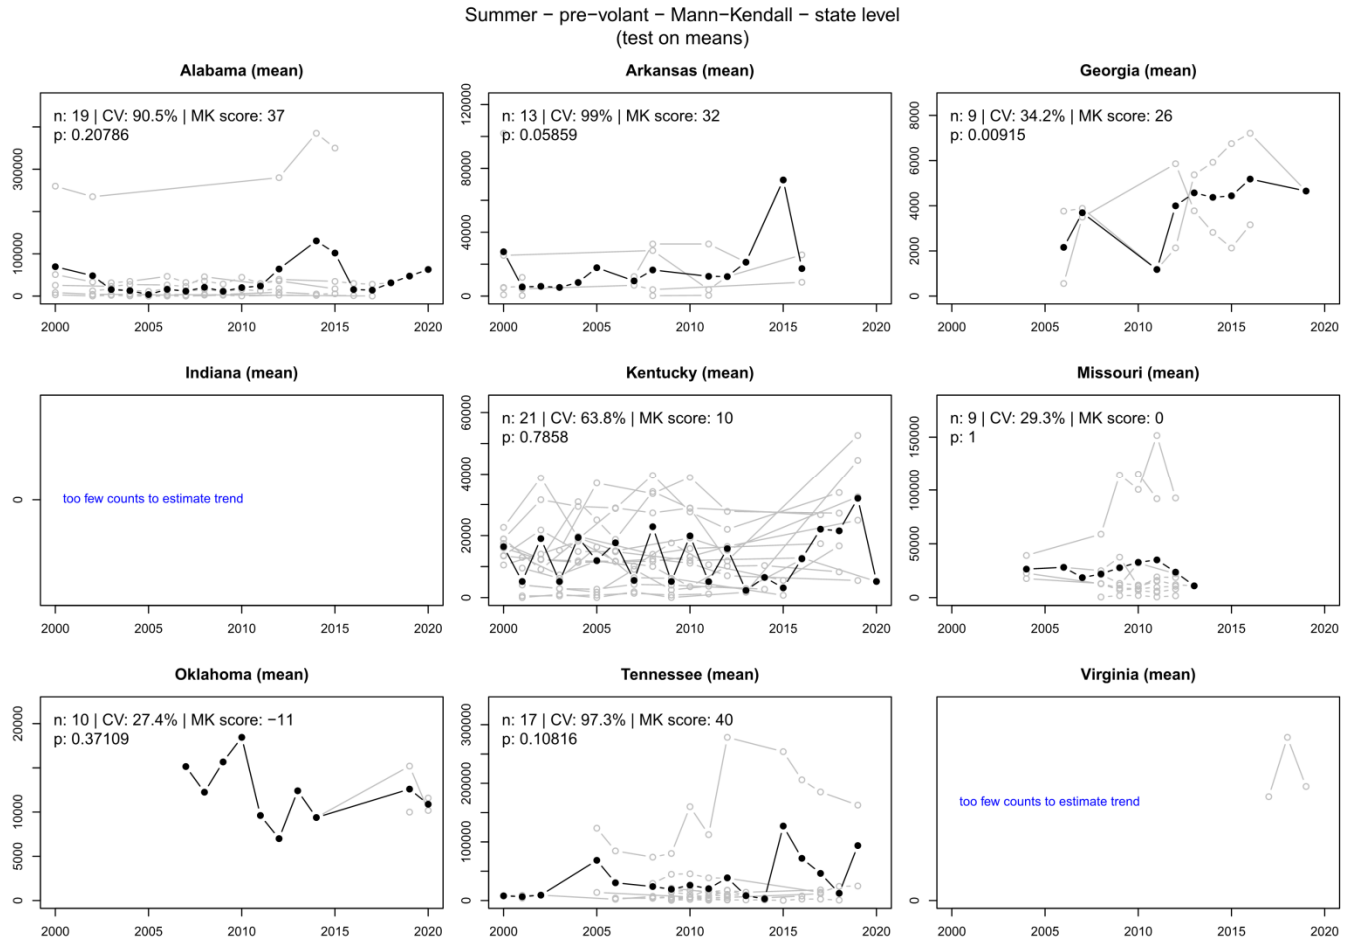 Summer − pre−volant − Mann−Kendall − state level
(test on means)
Alabama (mean)
n: 19 | CV: 90.5% | MK score: 37
p: 0.20786
0
100000
300000
2000
2005
2010
2015
2020
Arkansas (mean)
n: 13 | CV: 99% | MK score: 32
p: 0.05859
0
40000
80000
120000
2000
2005
2010
2015
2020
Georgia (mean)
n: 9 | CV: 34.2% | MK score: 26
p: 0.00915
0
2000
4000
6000
8000
2000
2005
2010
2015
2020
Indiana (mean)
too few counts to estimate trend
0
2000
2005
2010
2015
2020
Kentucky (mean)
n: 21 | CV: 63.8% | MK score: 10
p: 0.7858
0
20000
40000
60000
2000
2005
2010
2015
2020
Missouri (mean)
n: 9 | CV: 29.3% | MK score: 0
p: 1
0
50000
100000
150000
2000
2005
2010
2015
2020
Oklahoma (mean)
n: 10 | CV: 27.4% | MK score: −11
p: 0.37109
0
5000
10000
20000
2000
2005
2010
2015
2020
Tennessee (mean)
n: 17 | CV: 97.3% | MK score: 40
p: 0.10816
0
100000
200000
300000
2000
2005
2010
2015
2020
Virginia (mean)
too few counts to estimate trend
0
2000
2005
2010
2015
2020